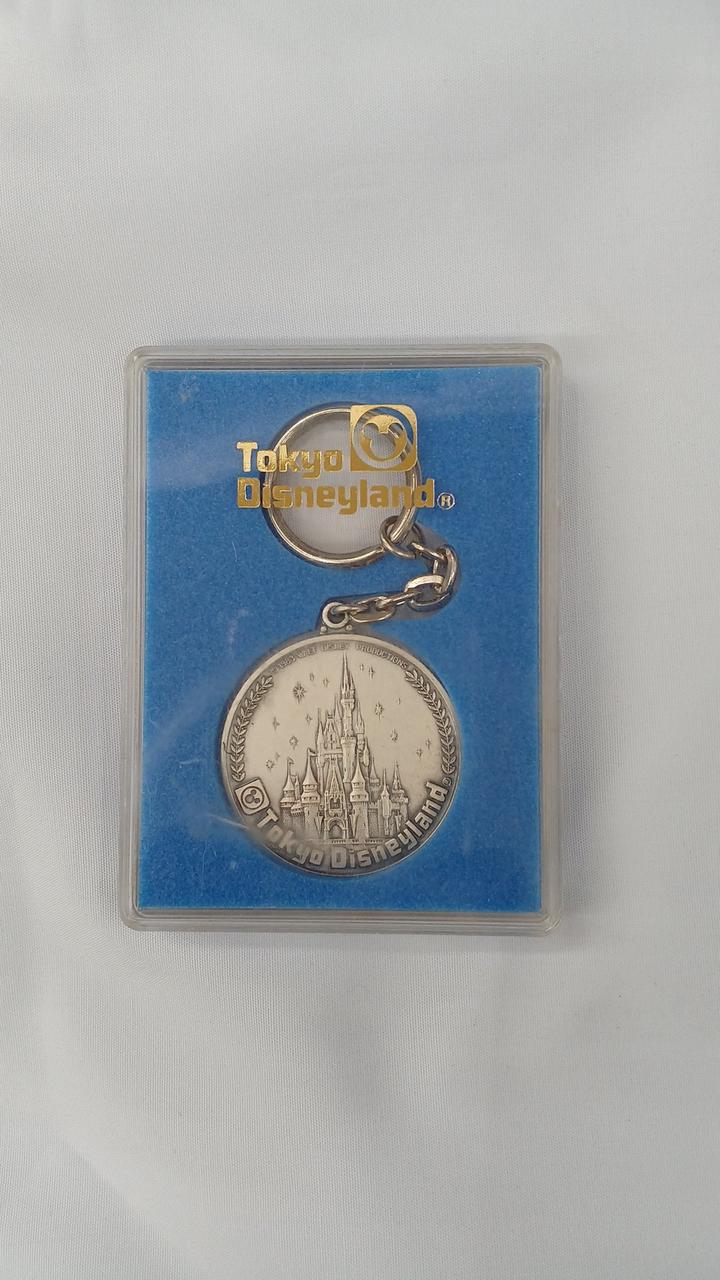 Tokyo
Disneyland®
WALT DISNEY PRODUCTIONS
Tokyo Disneyland